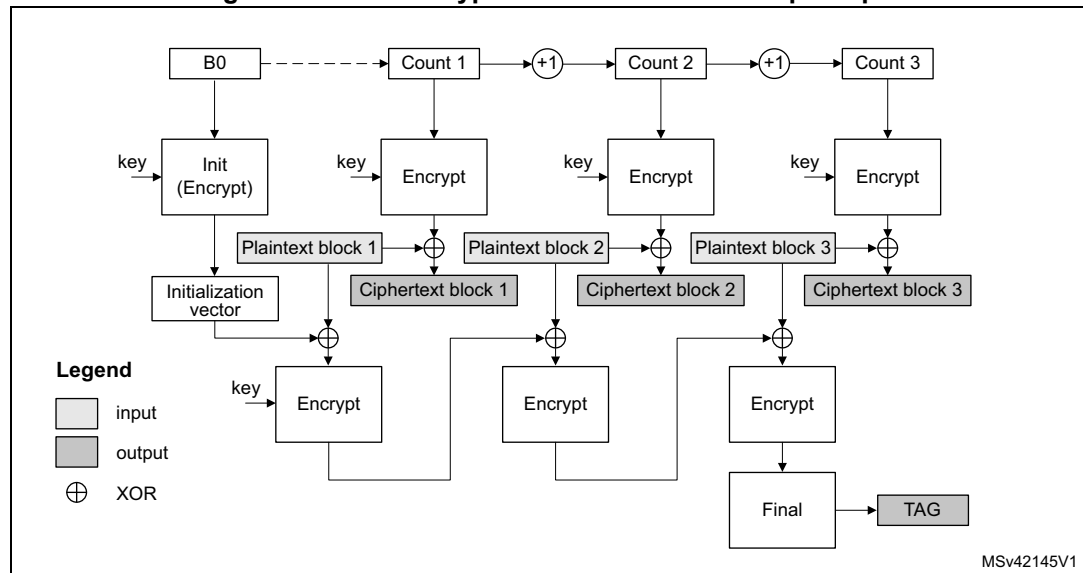 B0
Count 1
+1
Count 2
+1
Count 3
key
Init
(Encrypt)
key
Encrypt
key
Encrypt
key
Encrypt
Plaintext block 1
Plaintext block 2
Plaintext block 3
Ciphertext block 1
Ciphertext block 2
Ciphertext block 3
Initialization
vector
Legend
input
output
XOR
key
Encrypt
Encrypt
Encrypt
Final
TAG
MSv42145V1